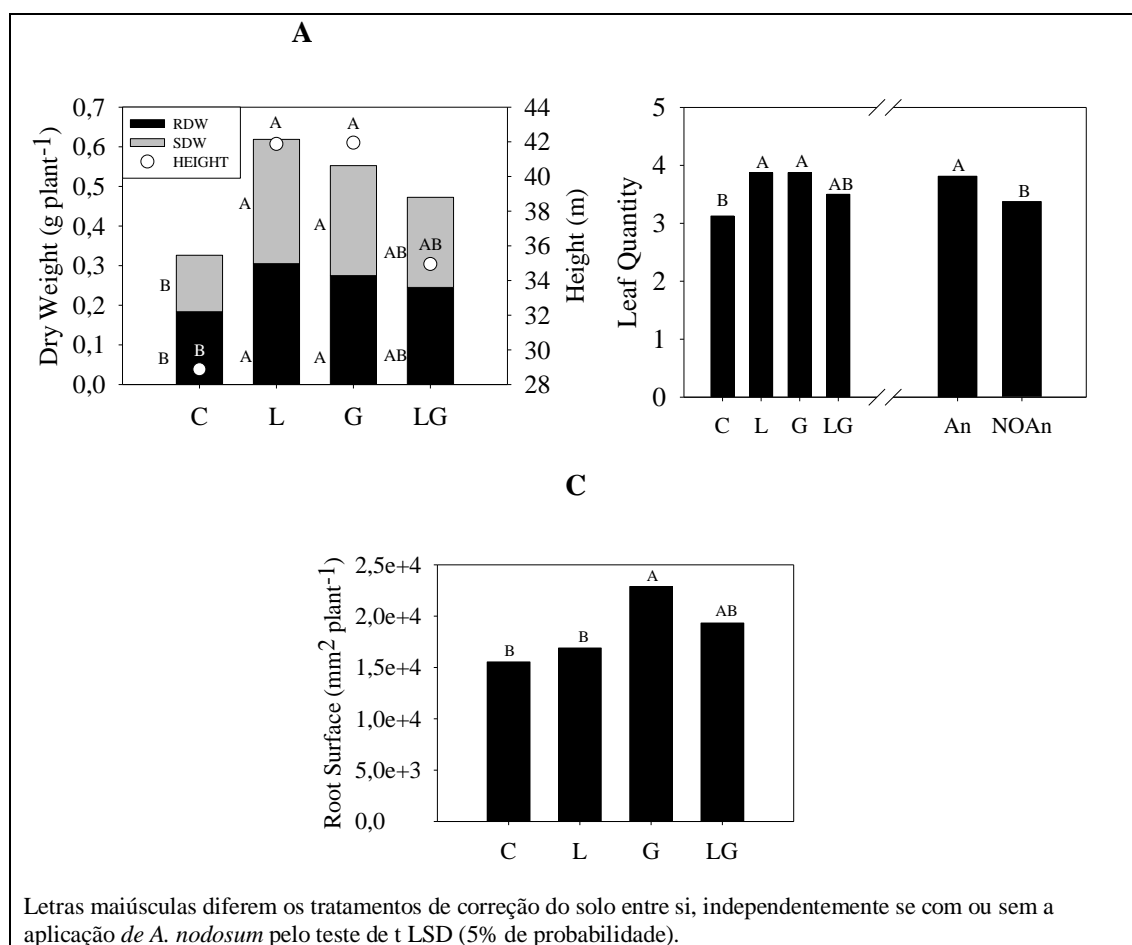 A
0,7
0,6
0,5
0,4
0,3
0,2
0,1
0,0
Dry Weight (g plant-1)
RDW
SDW
HEIGHT
B
B
B
A
A
A
A
A
A
AB
AB
AB
44
42
40
38
36
34
32
30
28
Height (m)
C
L
G
LG
5
4
3
2
1
0
Leaf Quantity
B
A
A
AB
A
B
C
L
G
LG
An
NOAn
C
2,5e+4
2,0e+4
1,5e+4
1,0e+4
5,0e+3
0,0
Root Surface (mm2 plant-1)
B
B
A
AB
C
L
G
LG
Letras maiúsculas diferem os tratamentos de correção do solo entre si, independentemente se com ou sem a
aplicação de A. nodosum pelo teste de t LSD (5% de probabilidade).